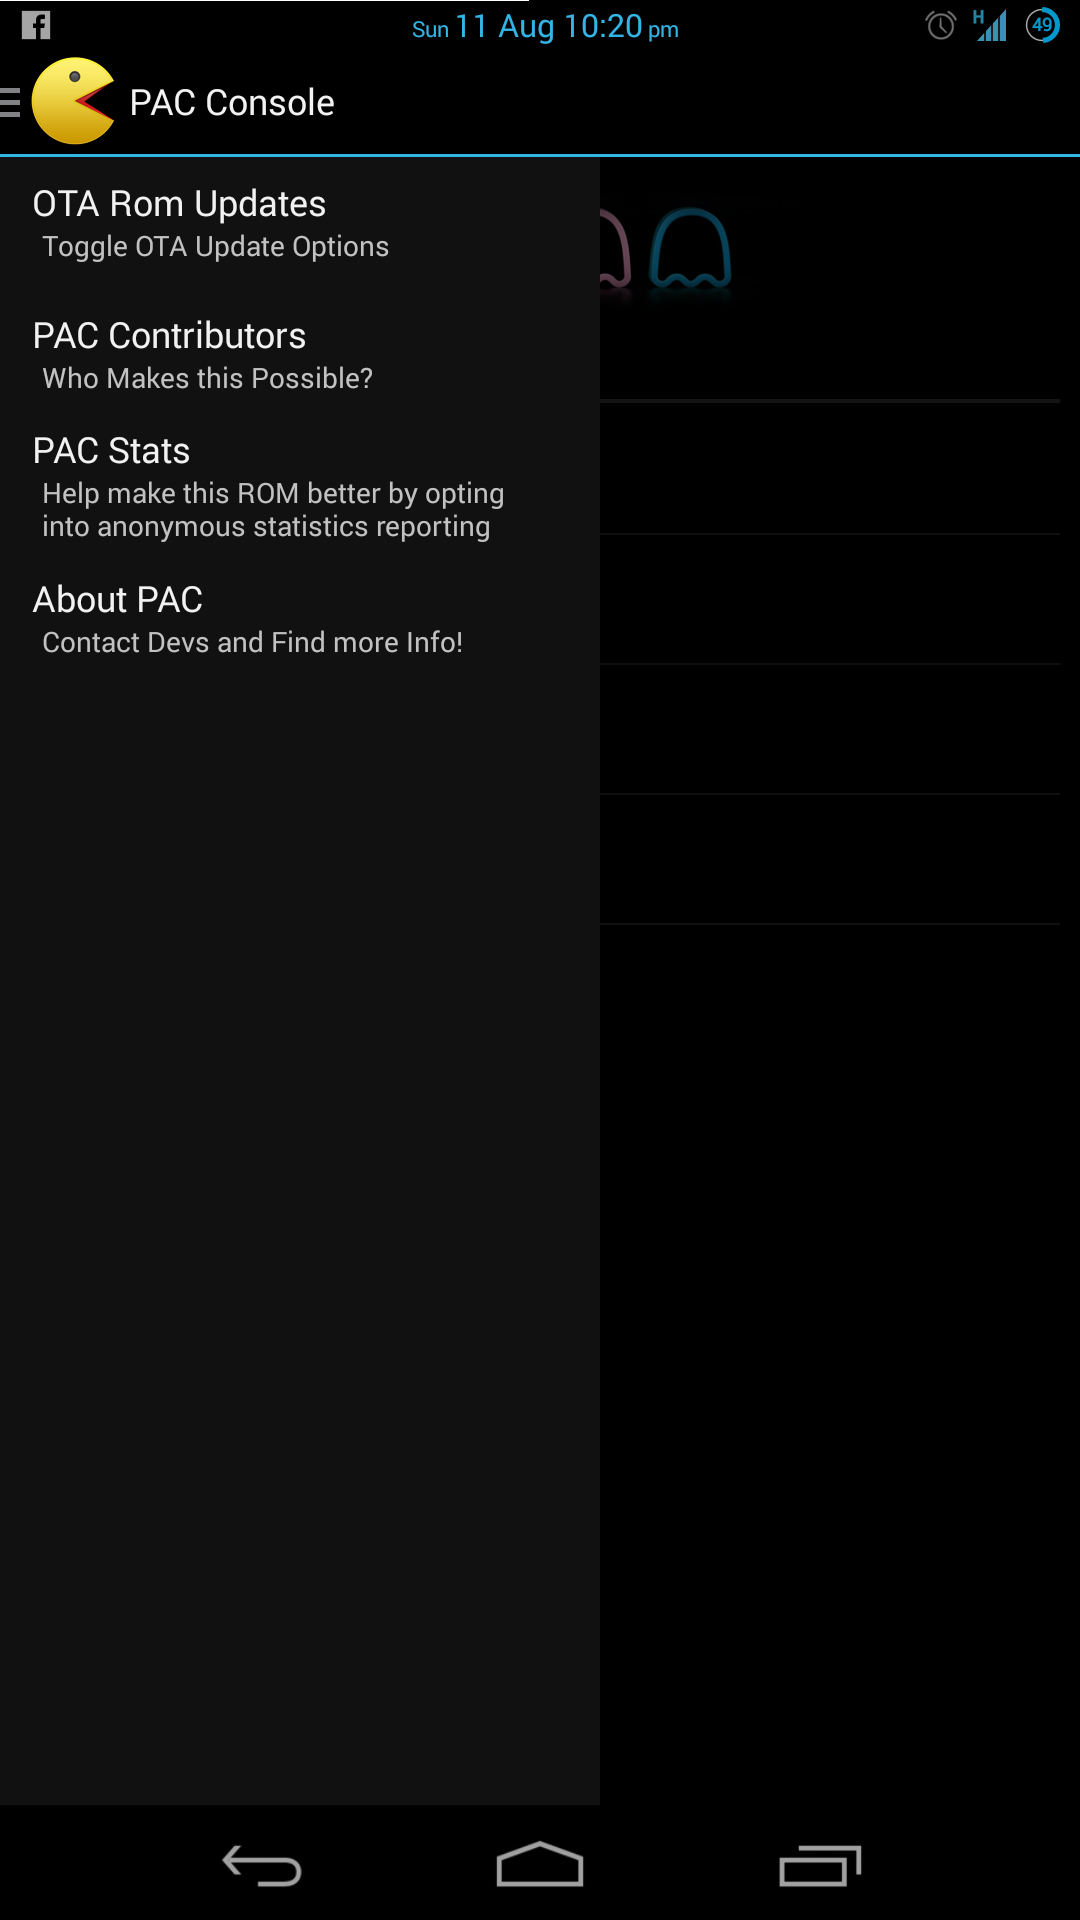 Sun 11 Aug 10:20 pm
H
49
PAC Console
OTA Rom Updates
Toggle OTA Update Options
PAC Contributors
Who Makes this Possible?
PAC Stats
Help make this ROM better by opting
into anonymous statistics reporting
About PAC
Contact Devs and Find more Info!